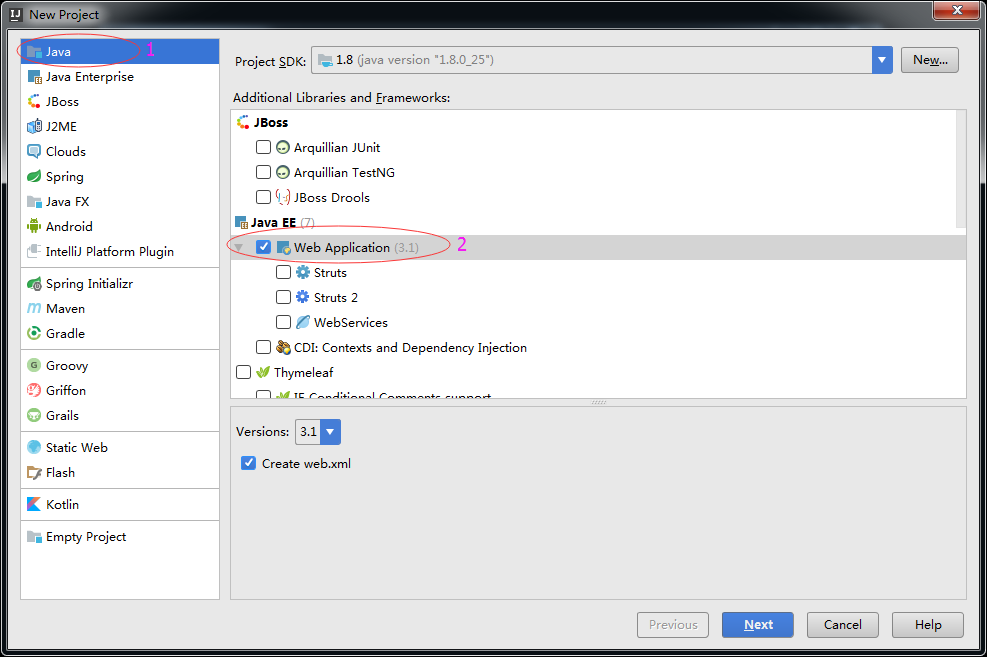 New Project
Java 1
Java Enterprise
JBoss
J2ME
Clouds
Spring
Java FX
Android
IntelliJ Platform Plugin
Spring Initializr
Maven
Gradle
Groovy
Griffon
Grails
Static Web
Flash
Kotlin
Empty Project
Project SDK: 1.8 (java version "1.8.0_25") New...
Additional Libraries and Frameworks:
JBoss
Arquillian JUnit
Arquillian TestNG
JBoss Drools
Java EE (7)
Web Application (3.1) 2
Struts
Struts 2
WebServices
CDI: Contexts and Dependency Injection
Thymeleaf
IE Conditional Comments support
Versions: 3.1
Create web.xml
Previous Next Cancel Help